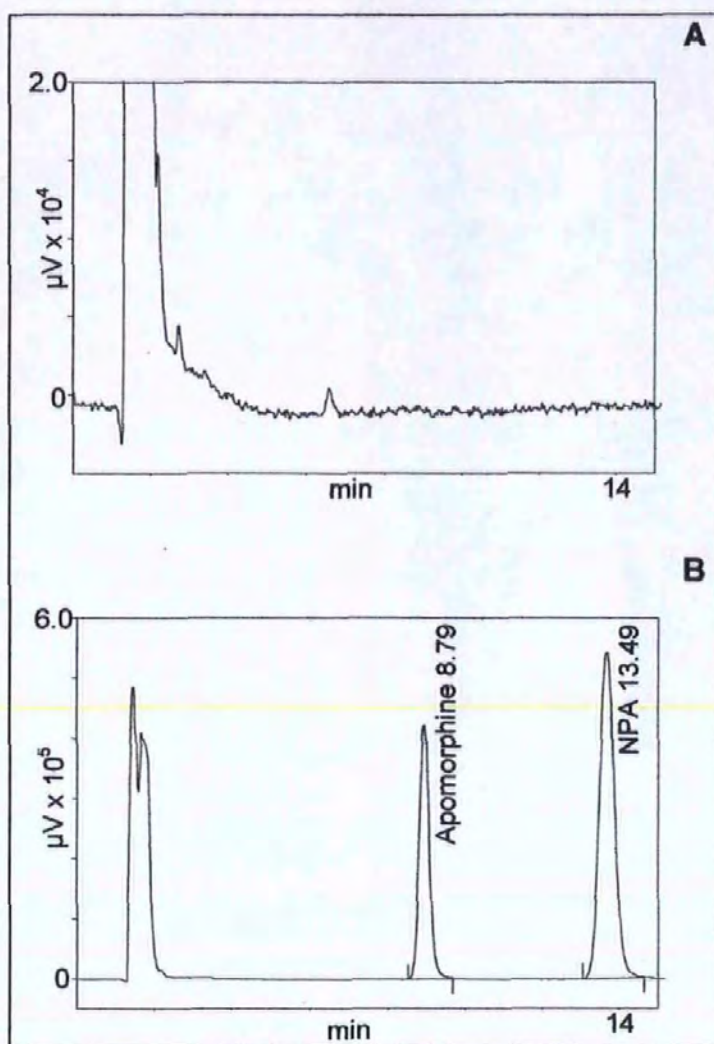 A
2.0
µV x 10⁴
0
min
14
B
6.0
µV x 10⁵
0
Apomorphine 8.79
NPA 13.49
min
14